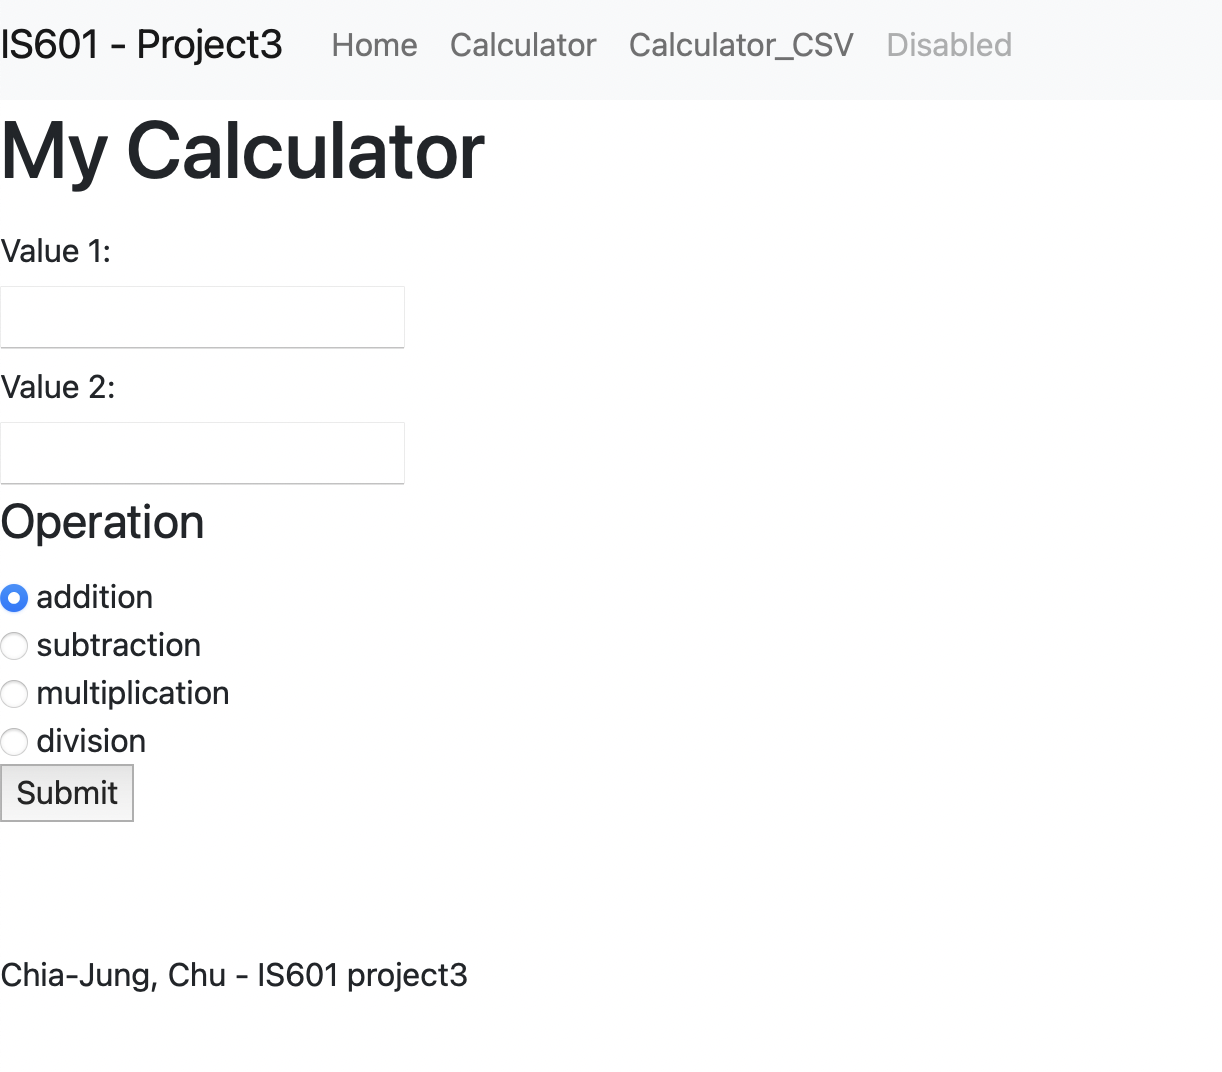 IS601 - Project3 Home Calculator Calculator_CSV Disabled
My Calculator
Value 1:
Value 2:
Operation
addition
subtraction
multiplication
division
Submit
Chia-Jung, Chu - IS601 project3